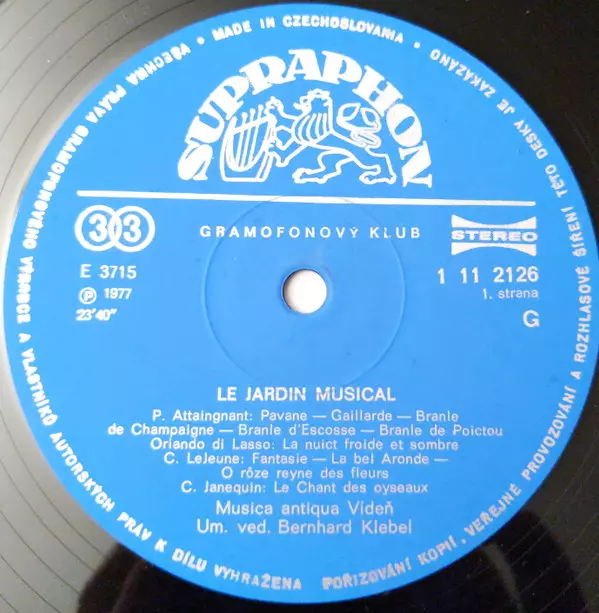 MADE IN CZECHOSLOVAKIA • VŠECHNA PRÁVA GRAMOFONOVÉHO VÝROBCE A VLASTNÍKŮ AUTORSKÝCH PRÁV K DÍLU VYHRAŽENA POŘIZOVÁNÍ KOPIÍ, VEŘEJNÉ PROVOZOVÁNÍ A ROZHLASOVÉ ŠÍŘENÍ TÉTO DESKY JE ZAKÁZÁNO •
SUPRAPHON
33
GRAMOFONOVÝ KLUB
STEREO
E 3715
1 11 2126
Ⓟ 1977
1. strana
23'40"
G
LE JARDIN MUSICAL
P. Attaingnant: Pavane — Gaillarde — Branle
de Champaigne — Branle d'Escosse — Branle de Poictou
Orlando di Lasso: La nuict froide et sombre
C. LeJeune: Fantasie — La bel Aronde —
O rôze reyne des fleurs
C. Janequin: Le Chant des oyseaux
Musica antiqua Vídeň
Um. ved. Bernhard Klebel